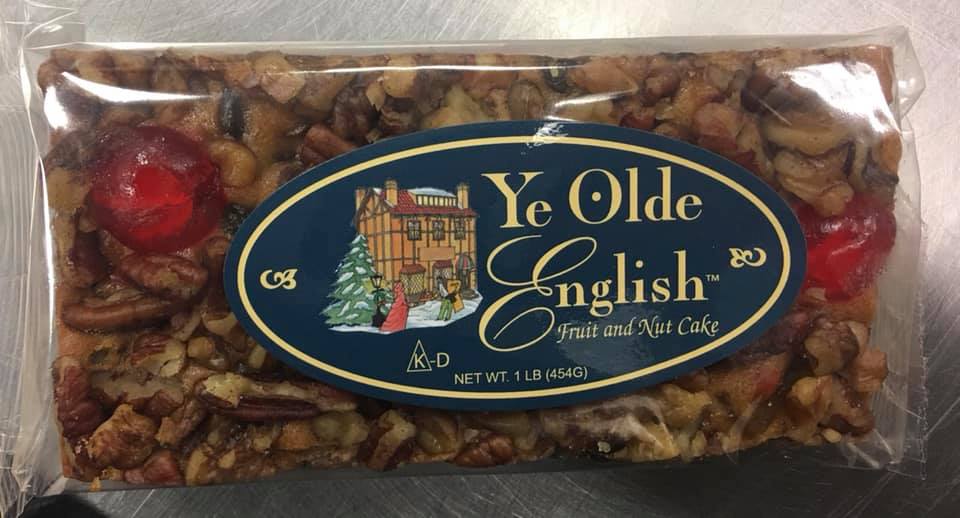 Ye Olde
English™
Fruit and Nut Cake
K-D
NET WT. 1 LB (454G)